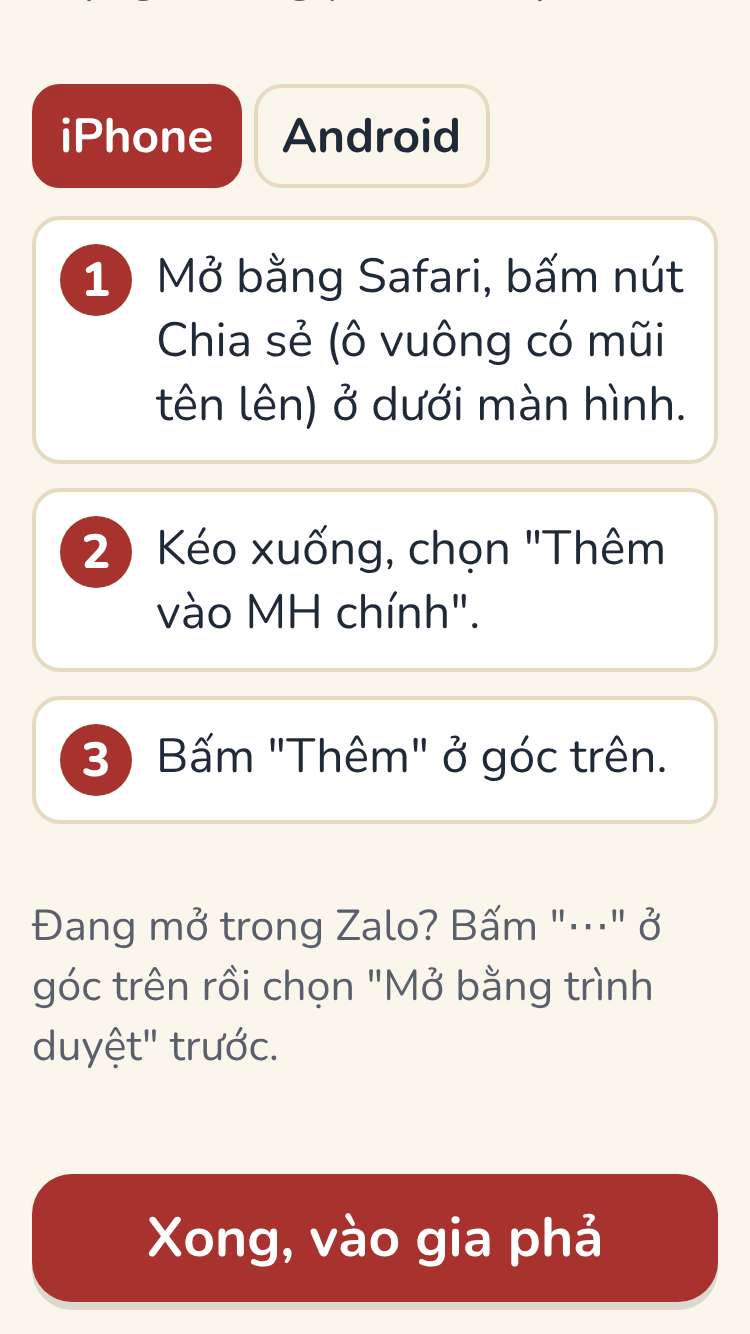 iPhone
Android
1
Mở bằng Safari, bấm nút
Chia sẻ (ô vuông có mũi
tên lên) ở dưới màn hình.
2
Kéo xuống, chọn "Thêm
vào MH chính".
3
Bấm "Thêm" ở góc trên.
Đang mở trong Zalo? Bấm "⋯" ở
góc trên rồi chọn "Mở bằng trình
duyệt" trước.
Xong, vào gia phả